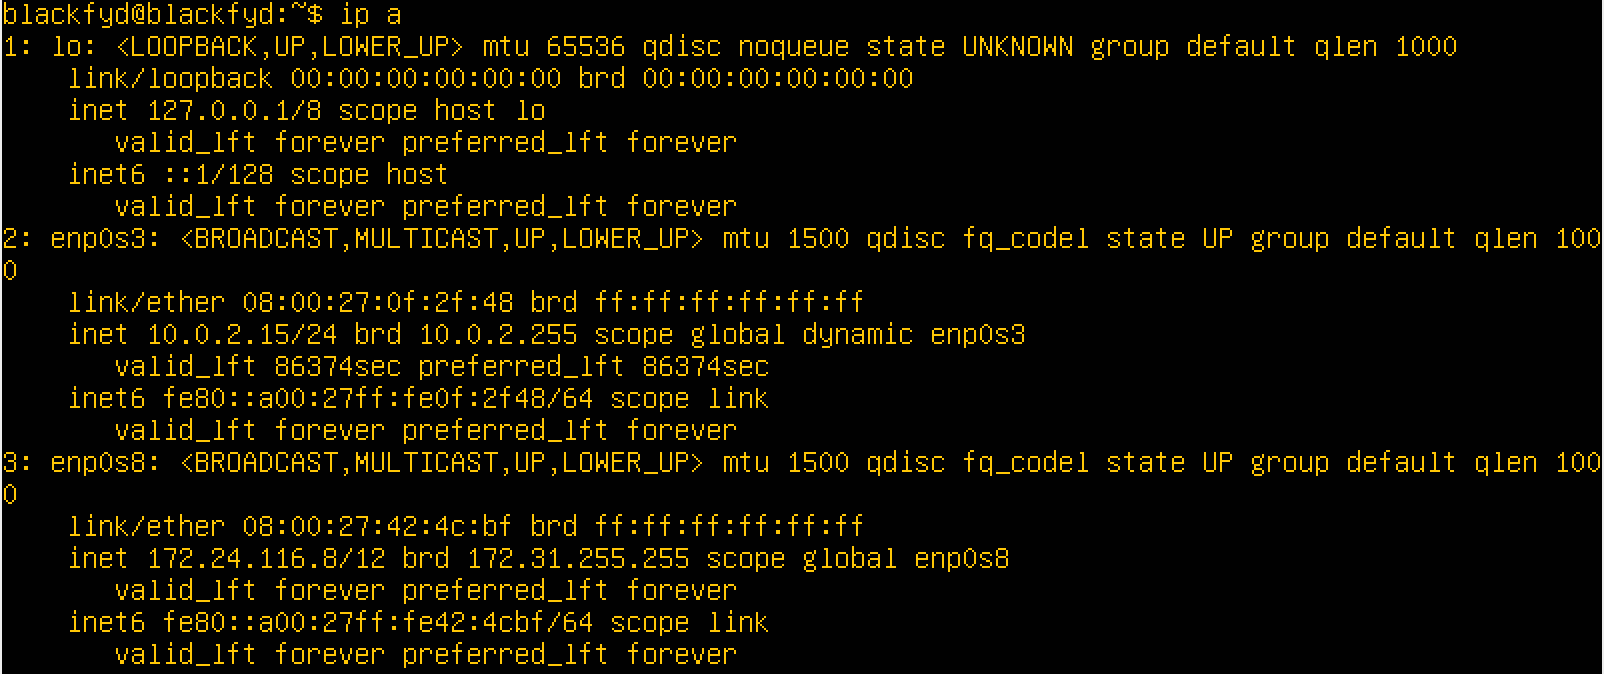 blackfyd@blackfyd:~$ ip a
1: lo: <LOOPBACK,UP,LOWER_UP> mtu 65536 qdisc noqueue state UNKNOWN group default qlen 1000
    link/loopback 00:00:00:00:00:00 brd 00:00:00:00:00:00
    inet 127.0.0.1/8 scope host lo
       valid_lft forever preferred_lft forever
    inet6 ::1/128 scope host
       valid_lft forever preferred_lft forever
2: enp0s3: <BROADCAST,MULTICAST,UP,LOWER_UP> mtu 1500 qdisc fq_codel state UP group default qlen 100
0
    link/ether 08:00:27:0f:2f:48 brd ff:ff:ff:ff:ff:ff
    inet 10.0.2.15/24 brd 10.0.2.255 scope global dynamic enp0s3
       valid_lft 86374sec preferred_lft 86374sec
    inet6 fe80::a00:27ff:fe0f:2f48/64 scope link
       valid_lft forever preferred_lft forever
3: enp0s8: <BROADCAST,MULTICAST,UP,LOWER_UP> mtu 1500 qdisc fq_codel state UP group default qlen 100
0
    link/ether 08:00:27:42:4c:bf brd ff:ff:ff:ff:ff:ff
    inet 172.24.116.8/12 brd 172.31.255.255 scope global enp0s8
       valid_lft forever preferred_lft forever
    inet6 fe80::a00:27ff:fe42:4cbf/64 scope link
       valid_lft forever preferred_lft forever